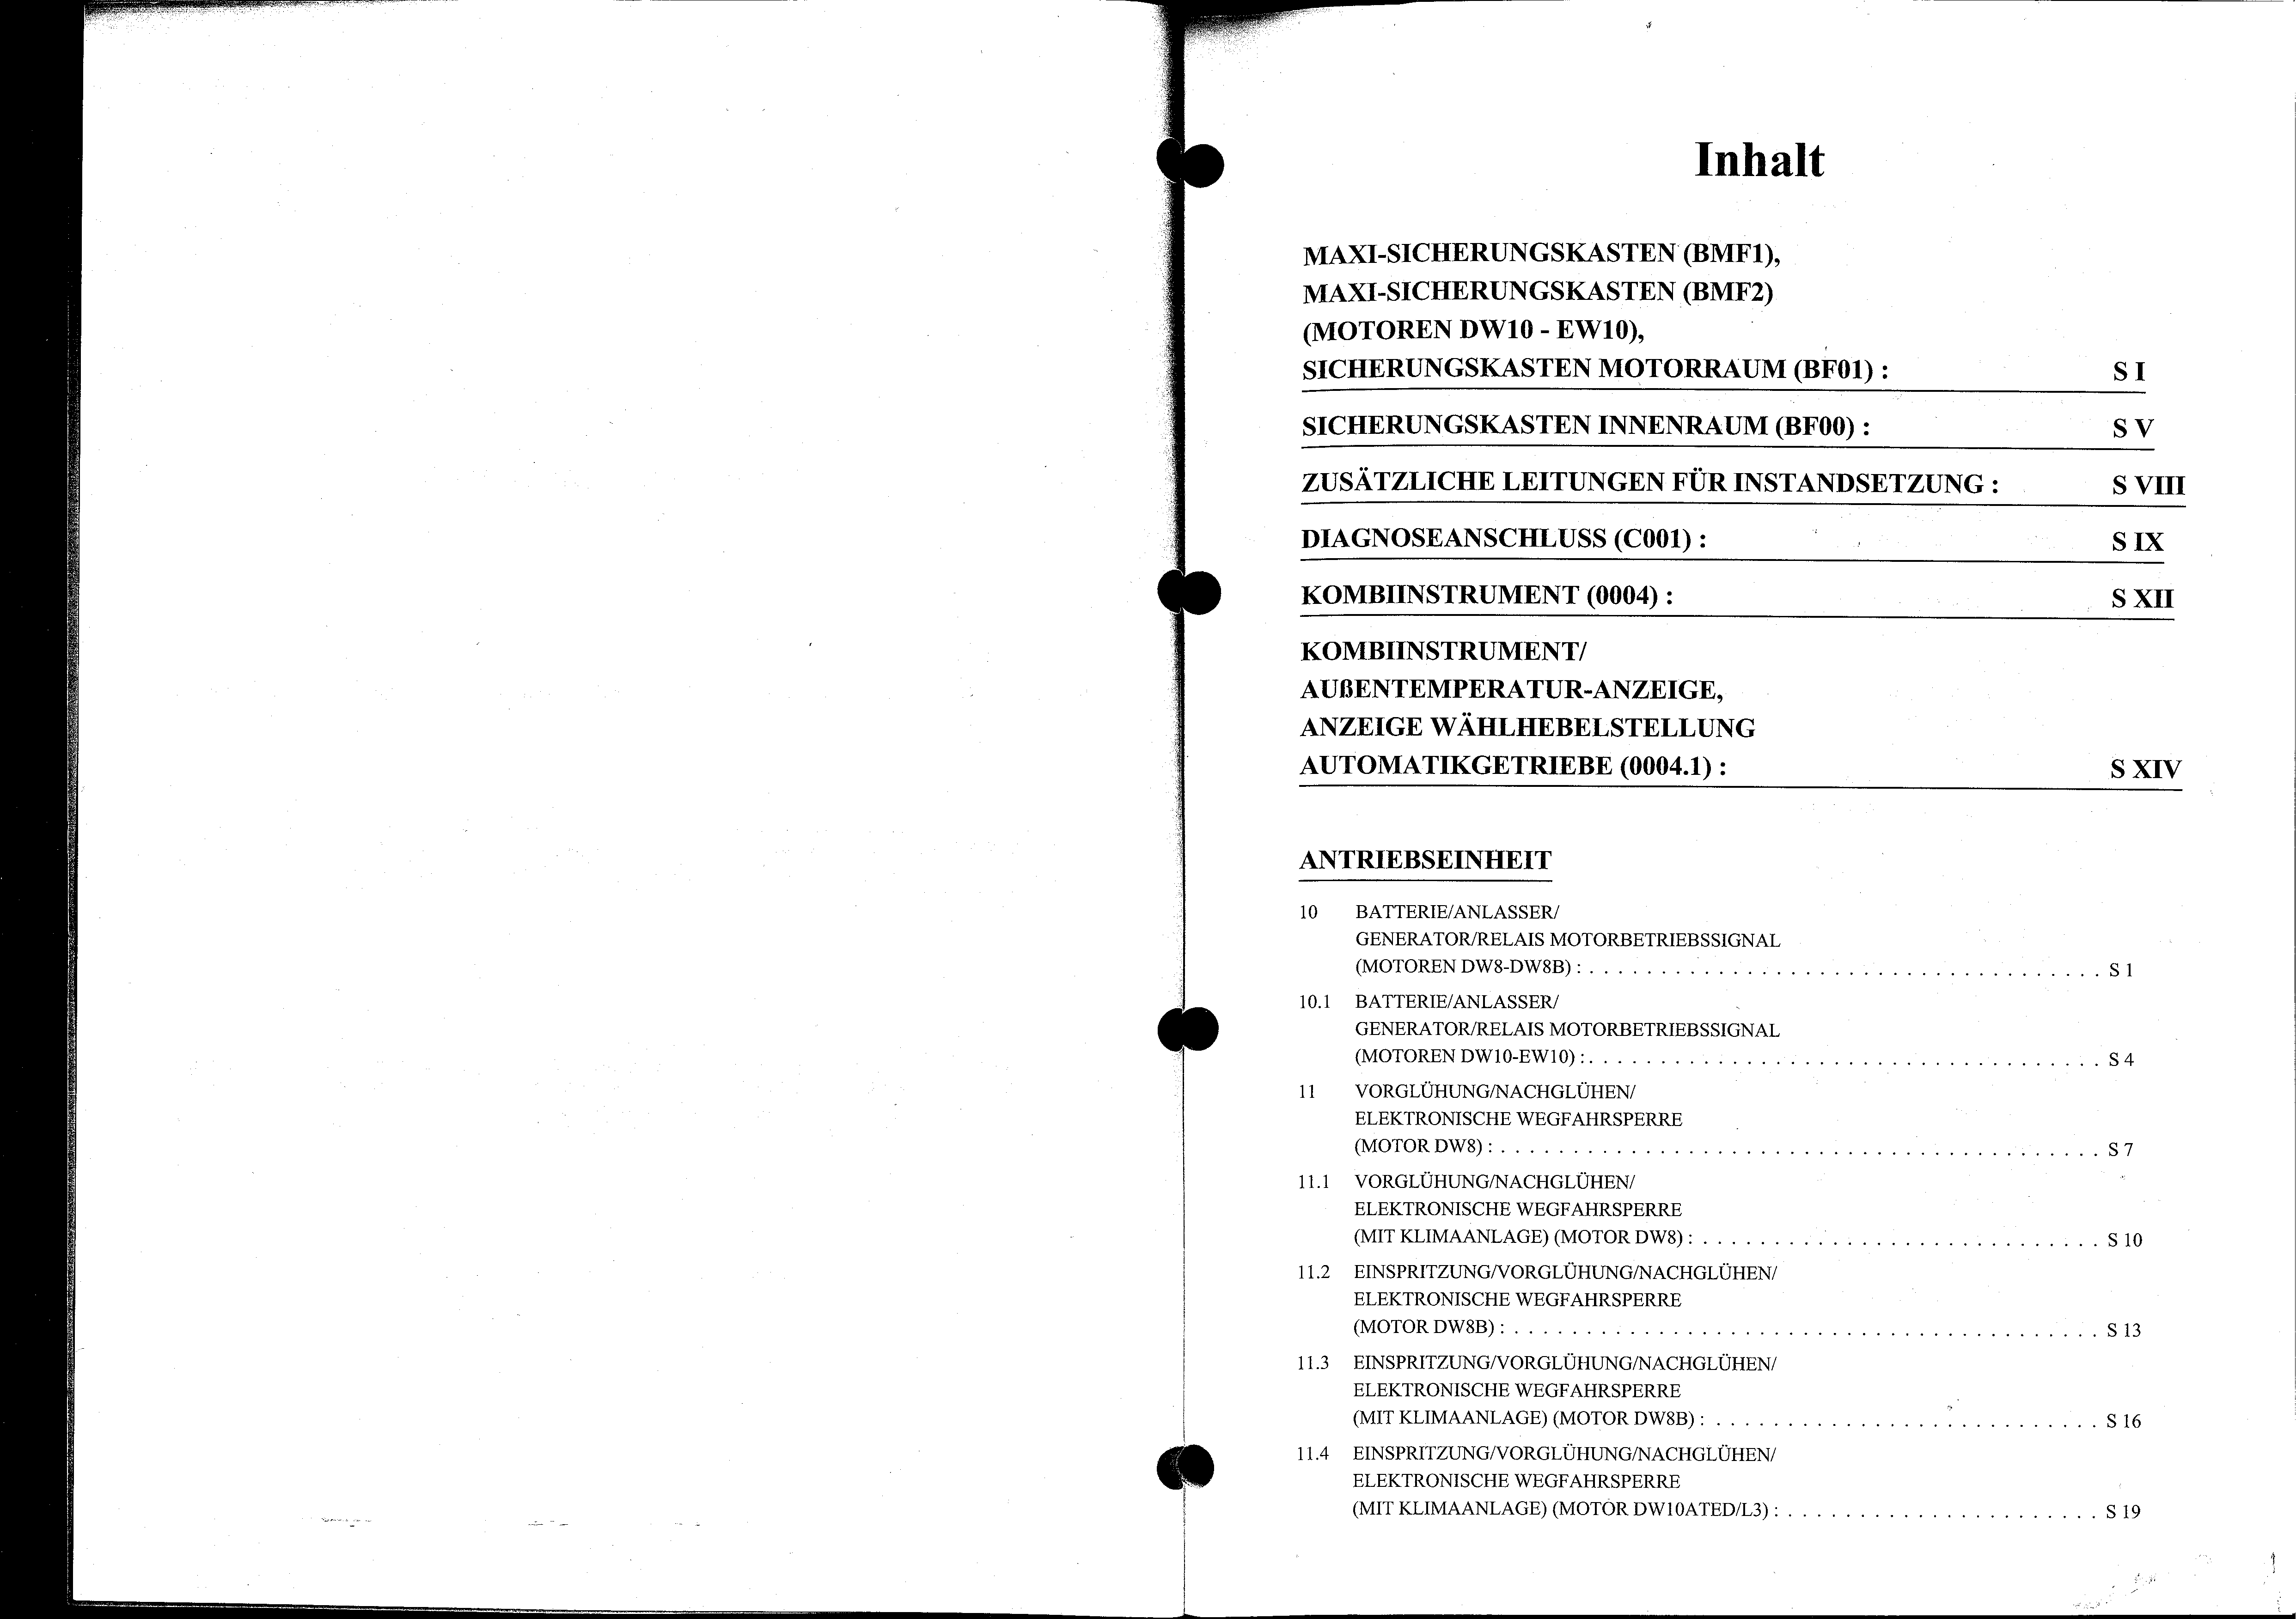 Inhalt
MAXI-SICHERUNGSKASTEN (BMF1),
MAXI-SICHERUNGSKASTEN (BMF2)
(MOTOREN DW10 - EW10),
SICHERUNGSKASTEN MOTORRAUM (BF01) : S I
SICHERUNGSKASTEN INNENRAUM (BF00) : S V
ZUSÄTZLICHE LEITUNGEN FÜR INSTANDSETZUNG : S VIII
DIAGNOSEANSCHLUSS (C001) : S IX
KOMBIINSTRUMENT (0004) : S XII
KOMBIINSTRUMENT/
AUßENTEMPERATUR-ANZEIGE,
ANZEIGE WÄHLHEBELSTELLUNG
AUTOMATIKGETRIEBE (0004.1) : S XIV
ANTRIEBSEINHEIT
10 BATTERIE/ANLASSER/
GENERATOR/RELAIS MOTORBETRIEBSSIGNAL
(MOTOREN DW8-DW8B) : . . . . . . . . . . . . . . . . . . . . . . . . . . . . . . . . . . . . S 1
10.1 BATTERIE/ANLASSER/
GENERATOR/RELAIS MOTORBETRIEBSSIGNAL
(MOTOREN DW10-EW10) : . . . . . . . . . . . . . . . . . . . . . . . . . . . . . . . . . . . . S 4
11 VORGLÜHUNG/NACHGLÜHEN/
ELEKTRONISCHE WEGFAHRSPERRE
(MOTOR DW8) : . . . . . . . . . . . . . . . . . . . . . . . . . . . . . . . . . . . . . . . . . . S 7
11.1 VORGLÜHUNG/NACHGLÜHEN/
ELEKTRONISCHE WEGFAHRSPERRE
(MIT KLIMAANLAGE) (MOTOR DW8) : . . . . . . . . . . . . . . . . . . . . . . . . . . . . S 10
11.2 EINSPRITZUNG/VORGLÜHUNG/NACHGLÜHEN/
ELEKTRONISCHE WEGFAHRSPERRE
(MOTOR DW8B) : . . . . . . . . . . . . . . . . . . . . . . . . . . . . . . . . . . . . . . . . . S 13
11.3 EINSPRITZUNG/VORGLÜHUNG/NACHGLÜHEN/
ELEKTRONISCHE WEGFAHRSPERRE
(MIT KLIMAANLAGE) (MOTOR DW8B) : . . . . . . . . . . . . . . . . . . . . . . . . . . . S 16
11.4 EINSPRITZUNG/VORGLÜHUNG/NACHGLÜHEN/
ELEKTRONISCHE WEGFAHRSPERRE
(MIT KLIMAANLAGE) (MOTOR DW10ATED/L3) : . . . . . . . . . . . . . . . . . . . . . . S 19